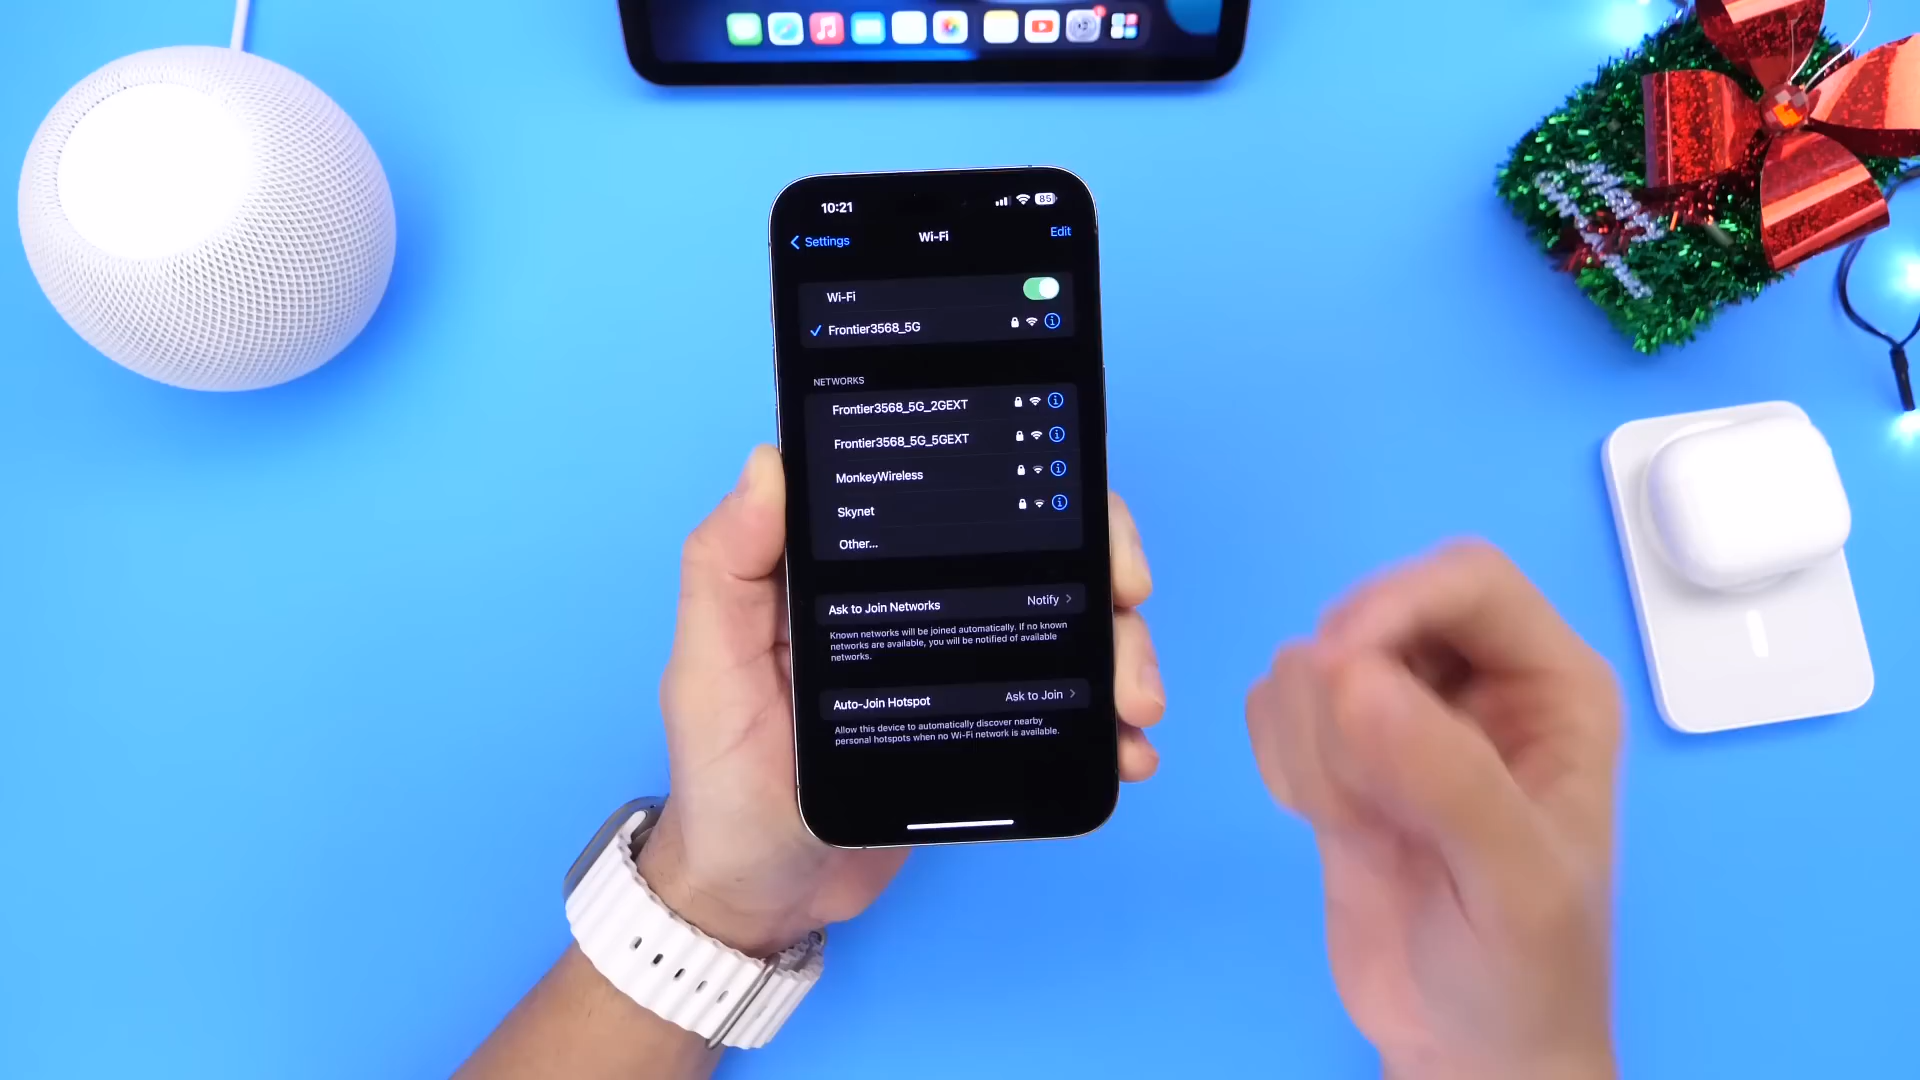 10:21
85
Settings
Wi-Fi
Edit
Wi-Fi
Frontier3568_5G
NETWORKS
Frontier3568_5G_2GEXT
Frontier3568_5G_5GEXT
MonkeyWireless
Skynet
Other...
Ask to Join Networks
Notify
Known networks will be joined automatically. If no known
networks are available, you will be notified of available
networks.
Auto-Join Hotspot
Ask to Join
Allow this device to automatically discover nearby
personal hotspots when no Wi-Fi network is available.